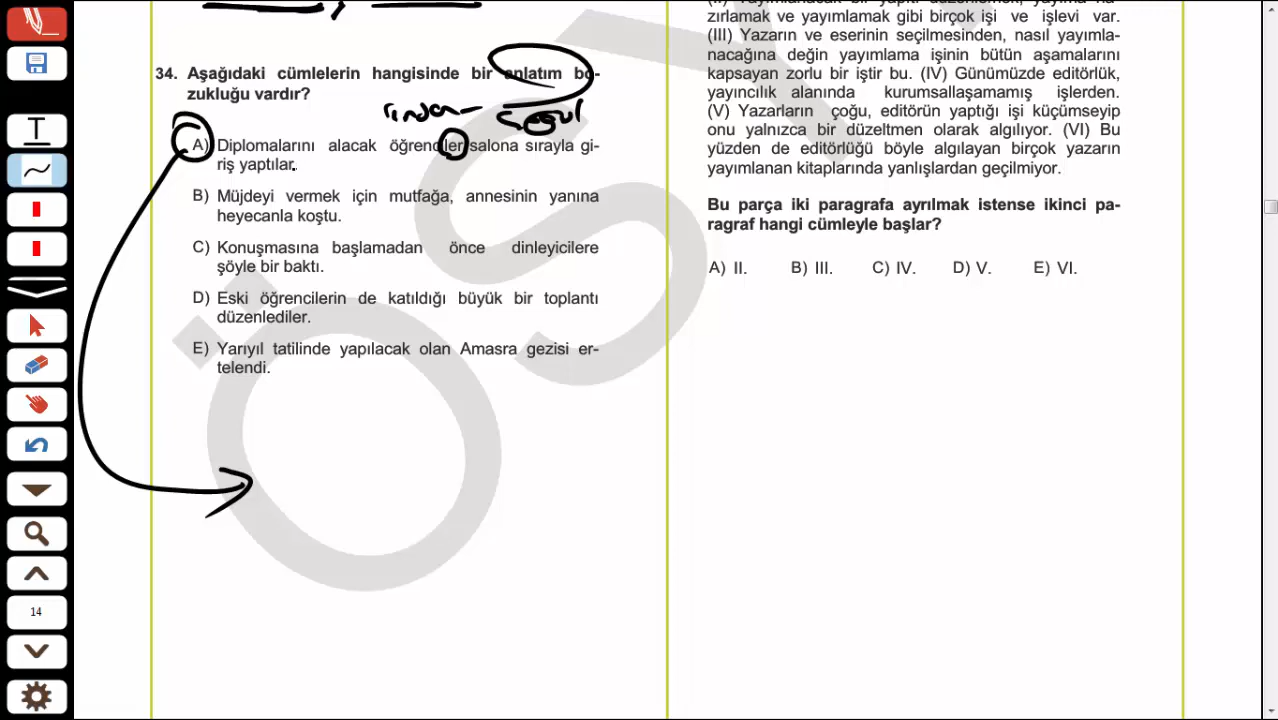 34. Aşağıdaki cümlelerin hangisinde bir anlatım bo-
zukluğu vardır?
A) Diplomalarını alacak öğrenciler salona sırayla gi-
riş yaptılar.
B) Müjdeyi vermek için mutfağa, annesinin yanına
heyecanla koştu.
C) Konuşmasına başlamadan önce dinleyicilere
şöyle bir baktı.
D) Eski öğrencilerin de katıldığı büyük bir toplantı
düzenlediler.
E) Yarıyıl tatilinde yapılacak olan Amasra gezisi er-
telendi.
zırlamak ve yayımlamak gibi birçok işi ve işlevi var.
(III) Yazarın ve eserinin seçilmesinden, nasıl yayımla-
nacağına değin yayımlama işinin bütün aşamalarını
kapsayan zorlu bir iştir bu. (IV) Günümüzde editörlük,
yayıncılık alanında kurumsallaşamamış işlerden.
(V) Yazarların çoğu, editörün yaptığı işi küçümseyip
onu yalnızca bir düzeltmen olarak algılıyor. (VI) Bu
yüzden de editörlüğü böyle algılayan birçok yazarın
yayımlanan kitaplarında yanlışlardan geçilmiyor.
Bu parça iki paragrafa ayrılmak istense ikinci pa-
ragraf hangi cümleyle başlar?
A) II. B) III. C) IV. D) V. E) VI.
T
14